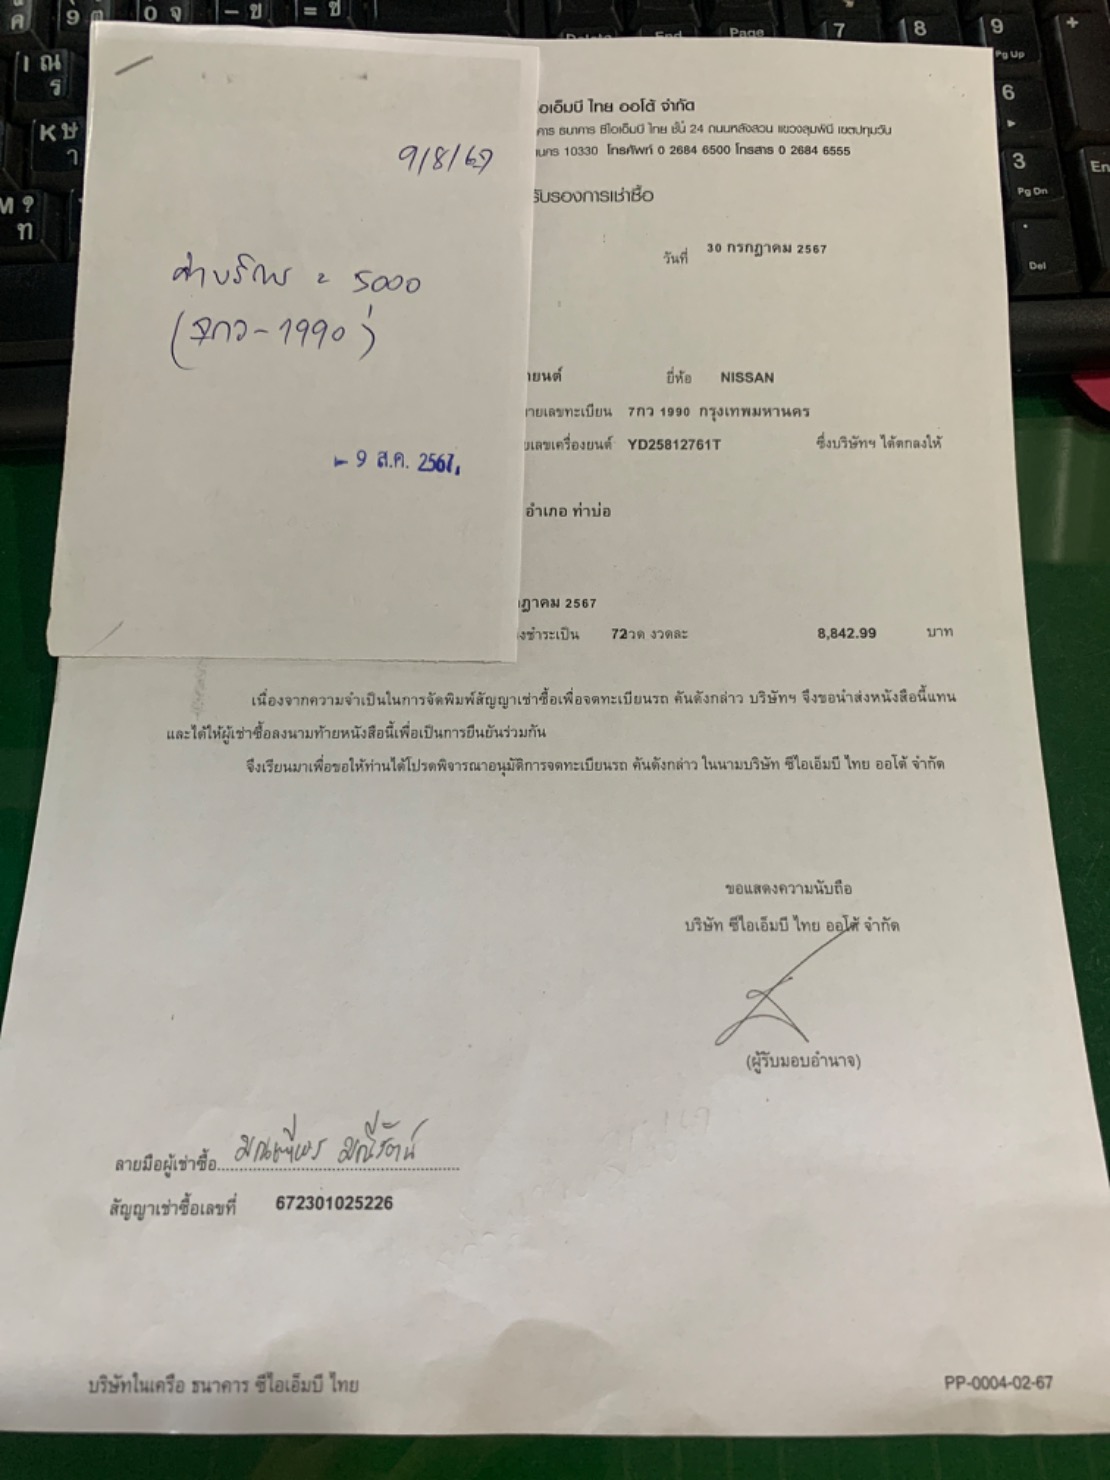 9/8/67
ค่าบริการ = 5000
(7กว-1990)
- 9 ส.ค. 2567
ไอเอ็มบี ไทย ออโต้ จำกัด
คาร ธนาคาร ซีไอเอ็มบี ไทย ชั้น 24 ถนนหลังสวน แขวงลุมพินี เขตปทุมวัน
นคร 10330 โทรศัพท์ 0 2684 6500 โทรสาร 0 2684 6555
รับรองการเช่าซื้อ
วันที่ 30 กรกฎาคม 2567
ายนต์ ยี่ห้อ NISSAN
ายเลขทะเบียน 7กว 1990 กรุงเทพมหานคร
ยเลขเครื่องยนต์ YD25812761T ซึ่งบริษัทฯ ได้ตกลงให้
อำเภอ ท่าบ่อ
ฎาคม 2567
งชำระเป็น 72วด งวดละ 8,842.99 บาท
เนื่องจากความจำเป็นในการจัดพิมพ์สัญญาเช่าซื้อเพื่อจดทะเบียนรถ คันดังกล่าว บริษัทฯ จึงขอนำส่งหนังสือนี้แทน
และได้ให้ผู้เช่าซื้อลงนามท้ายหนังสือนี้เพื่อเป็นการยืนยันร่วมกัน
จึงเรียนมาเพื่อขอให้ท่านได้โปรดพิจารณาอนุมัติการจดทะเบียนรถ คันดังกล่าว ในนามบริษัท ซีไอเอ็มบี ไทย ออโต้ จำกัด
ขอแสดงความนับถือ
บริษัท ซีไอเอ็มบี ไทย ออโต้ จำกัด
(ผู้รับมอบอำนาจ)
ลายมือผู้เช่าซื้อ มณีรัตน์
สัญญาเช่าซื้อเลขที่ 672301025226
บริษัทในเครือ ธนาคาร ซีไอเอ็มบี ไทย
PP-0004-02-67